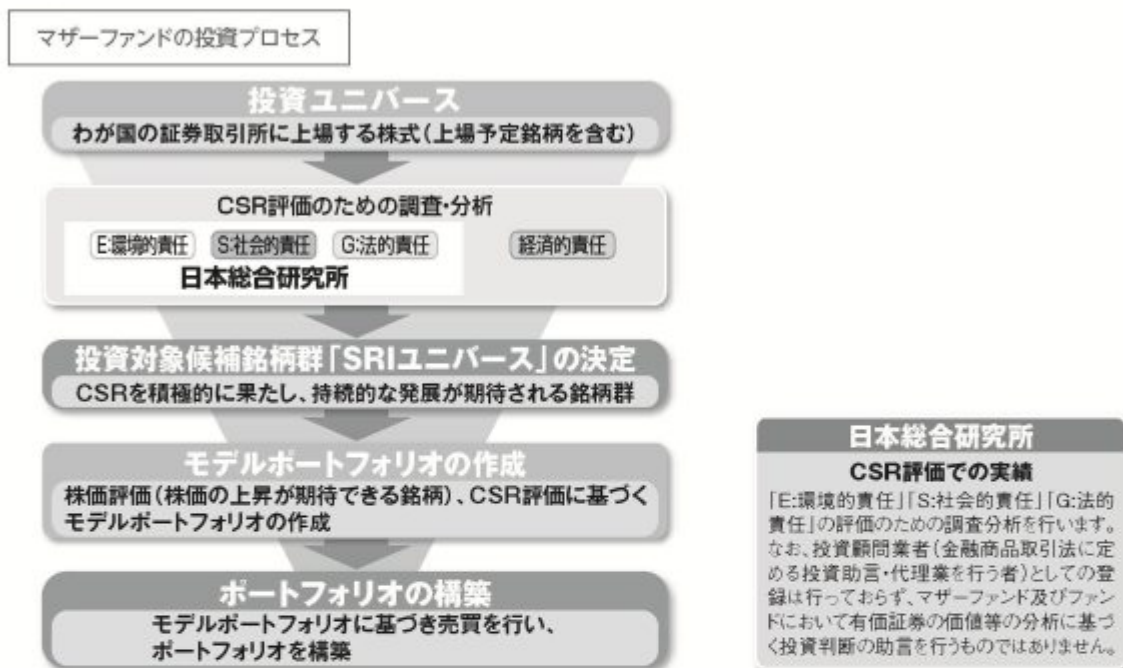 マザーファンドの投資プロセス
投資ユニバース
わが国の証券取引所に上場する株式(上場予定銘柄を含む)
CSR評価のための調査・分析
E:環境的責任 S:社会的責任 G:法的責任 経済的責任
日本総合研究所
投資対象候補銘柄群「SRIユニバース」の決定
CSRを積極的に果たし、持続的な発展が期待される銘柄群
モデルポートフォリオの作成
株価評価(株価の上昇が期待できる銘柄)、CSR評価に基づく
モデルポートフォリオの作成
ポートフォリオの構築
モデルポートフォリオに基づき売買を行い、
ポートフォリオを構築
日本総合研究所
CSR評価での実績
「E:環境的責任」「S:社会的責任」「G:法的
責任」の評価のための調査分析を行います。
なお、投資顧問業者(金融商品取引法に定
める投資助言・代理業を行う者)としての登
録は行っておらず、マザーファンド及びファン
ドにおいて有価証券の価値等の分析に基づ
く投資判断の助言を行うものではありません。